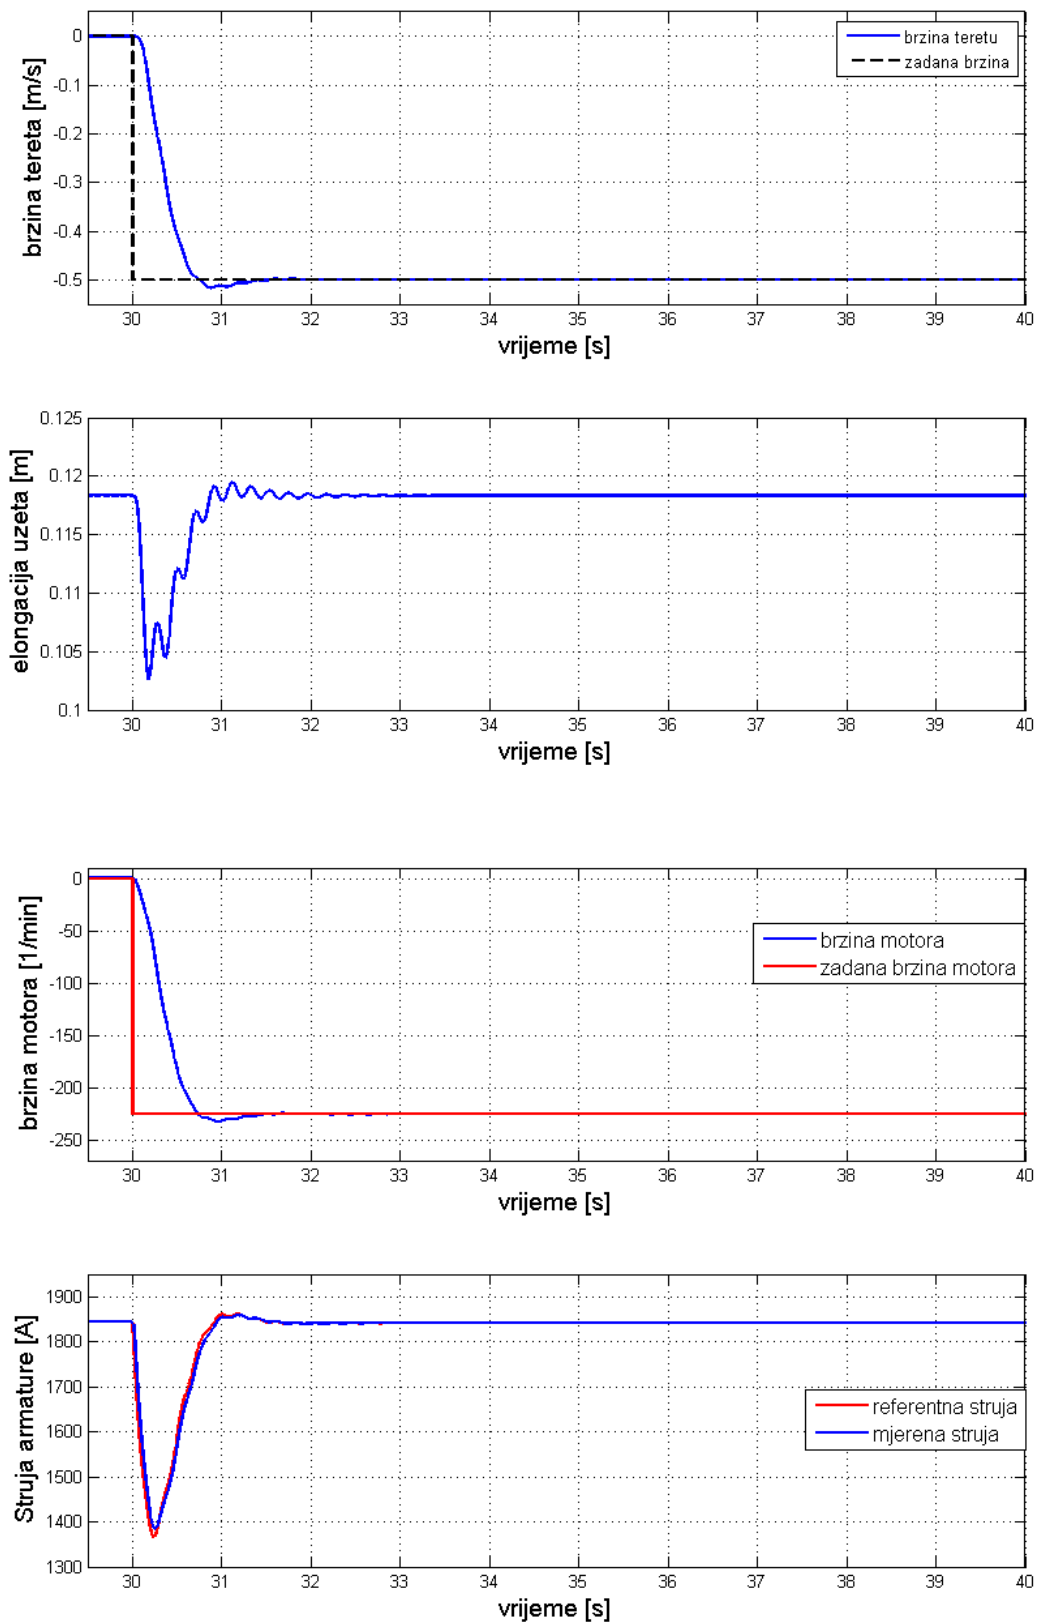 0
-0.1
-0.2
-0.3
-0.4
-0.5
brzina tereta [m/s]
brzina teretu
zadana brzina
30 31 32 33 34 35 36 37 38 39 40
vrijeme [s]
0.125
0.12
0.115
0.11
0.105
0.1
elongacija uzeta [m]
30 31 32 33 34 35 36 37 38 39 40
vrijeme [s]
0
-50
-100
-150
-200
-250
brzina motora [1/min]
brzina motora
zadana brzina motora
30 31 32 33 34 35 36 37 38 39 40
vrijeme [s]
1900
1800
1700
1600
1500
1400
1300
Struja armature [A]
referentna struja
mjerena struja
30 31 32 33 34 35 36 37 38 39 40
vrijeme [s]